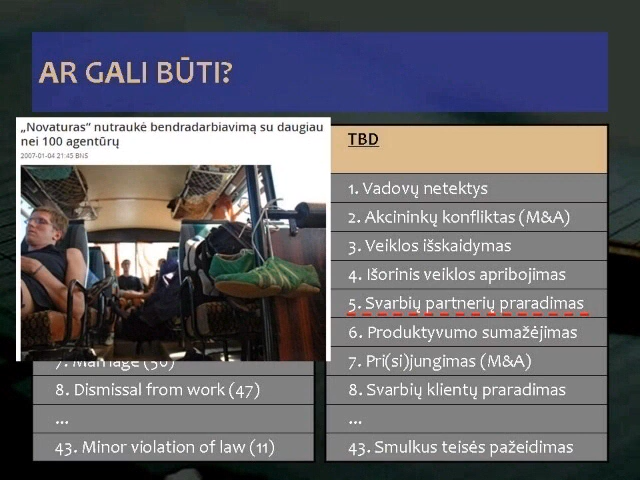 AR GALI BŪTI?
„Novaturas“ nutraukė bendradarbiavimą su daugiau
nei 100 agentūrų
2007-01-04 21:45 BNS
7. Marriage (50)
8. Dismissal from work (47)
...
43. Minor violation of law (11)
TBD
1. Vadovų netektys
2. Akcininkų konfliktas (M&A)
3. Veiklos išskaidymas
4. Išorinis veiklos apribojimas
5. Svarbių partnerių praradimas
6. Produktyvumo sumažėjimas
7. Pri(si)jungimas (M&A)
8. Svarbių klientų praradimas
...
43. Smulkus teisės pažeidimas